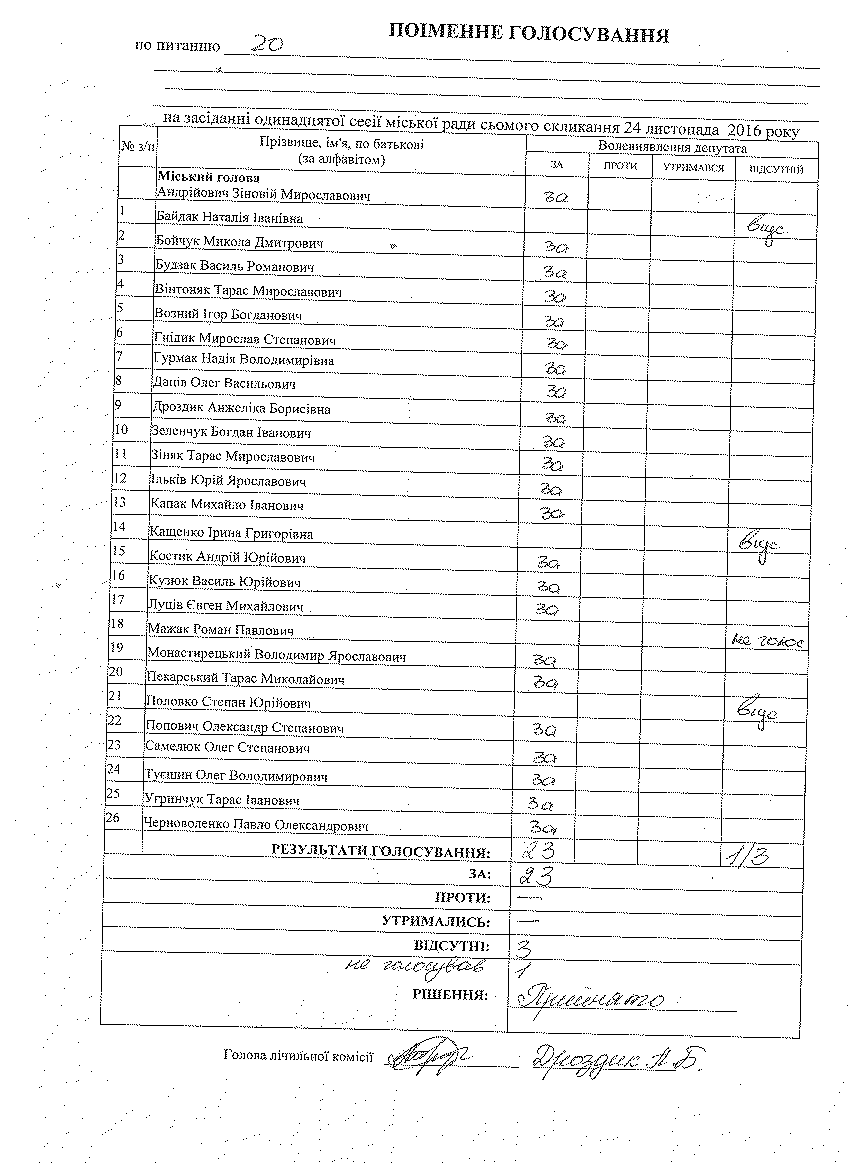 ПОІМЕННЕ ГОЛОСУВАННЯ
по питанню 20
на засіданні одинадцятої сесії міської ради сьомого скликання 24 листопада 2016 року
№ з/п Прізвище, ім'я, по батькові (за алфавітом) Волевиявлення депутата
ЗА ПРОТИ УТРИМАВСЯ ВІДСУТНІЙ
Міський голова
Андрійович Зіновій Мирославович за
1 Байдак Наталія Іванівна відс
2 Бойчук Микола Дмитрович за
3 Будзак Василь Романович за
4 Вінтоняк Тарас Мирославович за
5 Возний Ігор Богданович за
6 Гнідик Мирослав Степанович за
7 Гурмак Надія Володимирівна за
8 Даців Олег Васильович за
9 Дроздик Анжеліка Борисівна за
10 Зеленчук Богдан Іванович за
11 Зіняк Тарас Мирославович за
12 Ільків Юрій Ярославович за
13 Капак Михайло Іванович за
14 Кащенко Ірина Григорівна відс
15 Костик Андрій Юрійович за
16 Кузюк Василь Юрійович за
17 Луців Євген Михайлович за
18 Мажак Роман Павлович не голос
19 Монастирецький Володимир Ярославович за
20 Пекарський Тарас Миколайович за
21 Половко Степан Юрійович відс
22 Попович Олександр Степанович за
23 Самелюк Олег Степанович за
24 Туєшин Олег Володимирович за
25 Угринчук Тарас Іванович за
26 Черноволенко Павло Олександрович за
РЕЗУЛЬТАТИ ГОЛОСУВАННЯ: 23 1/3
ЗА: 23
ПРОТИ: —
УТРИМАЛИСЬ: —
ВІДСУТНІ: 3
не голосував 1
РІШЕННЯ: Прийнято
Голова лічильної комісії Дроздик А.Б.